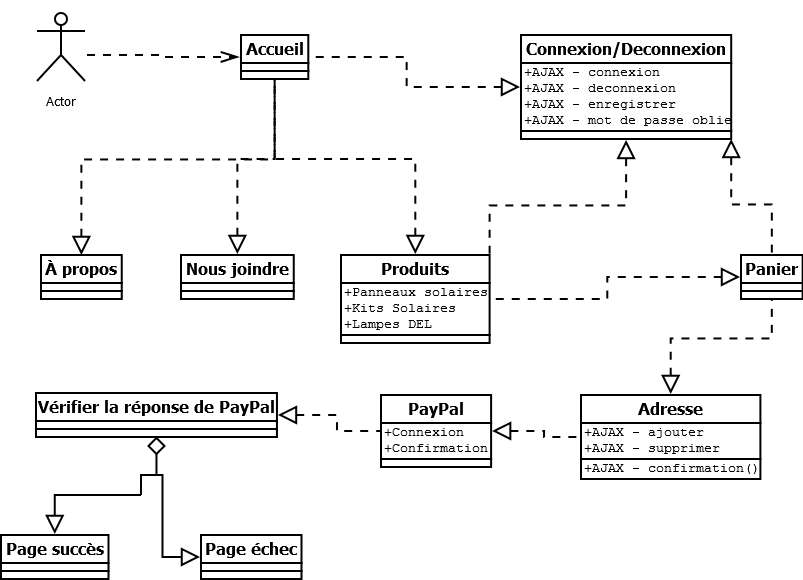 Actor
Accueil
Connexion/Deconnexion
+AJAX - connexion
+AJAX - deconnexion
+AJAX - enregistrer
+AJAX - mot de passe oblie
À propos
Nous joindre
Produits
+Panneaux solaires
+Kits Solaires
+Lampes DEL
Panier
Vérifier la réponse de PayPal
PayPal
+Connexion
+Confirmation
Adresse
+AJAX - ajouter
+AJAX - supprimer
+AJAX - confirmation()
Page succès
Page échec